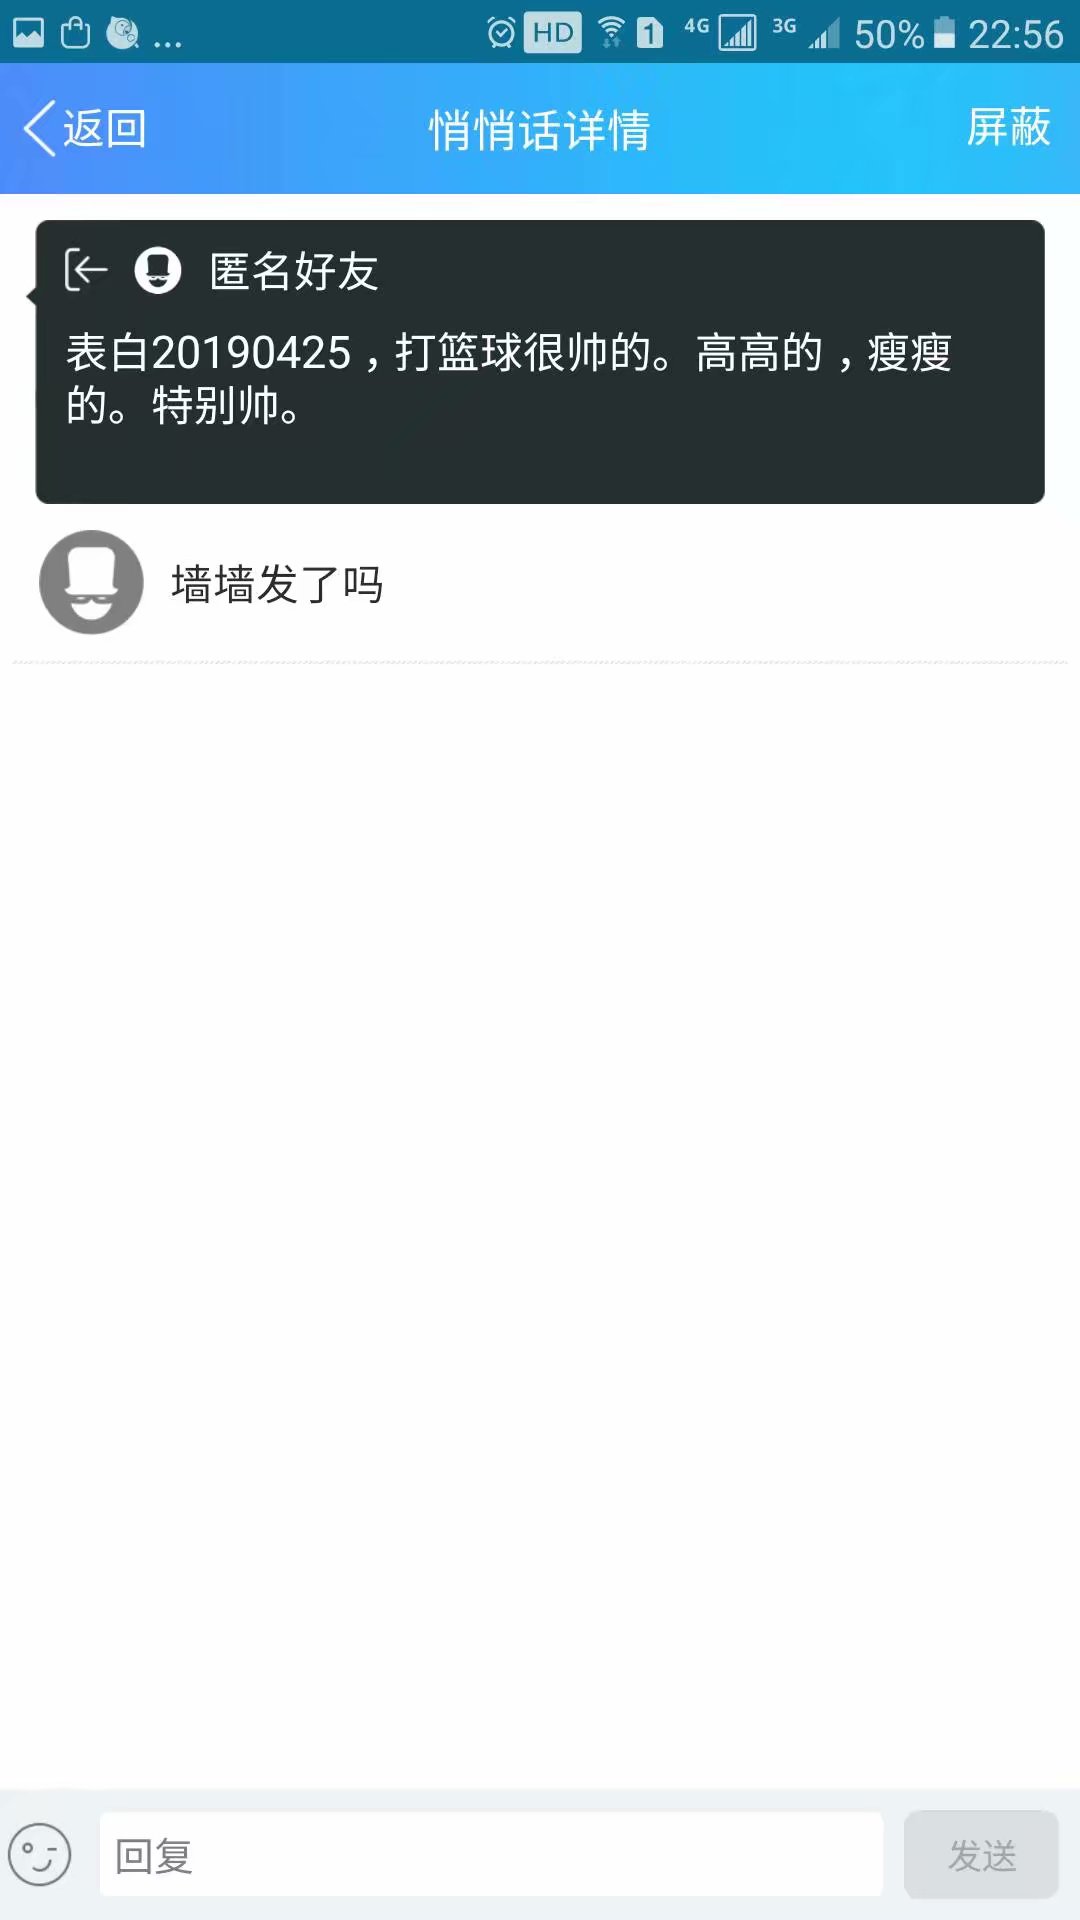 ... HD 1 4G 3G 50% 22:56
返回 悄悄话详情 屏蔽
匿名好友
表白20190425，打篮球很帅的。高高的，瘦瘦
的。特别帅。
墙墙发了吗
回复 发送